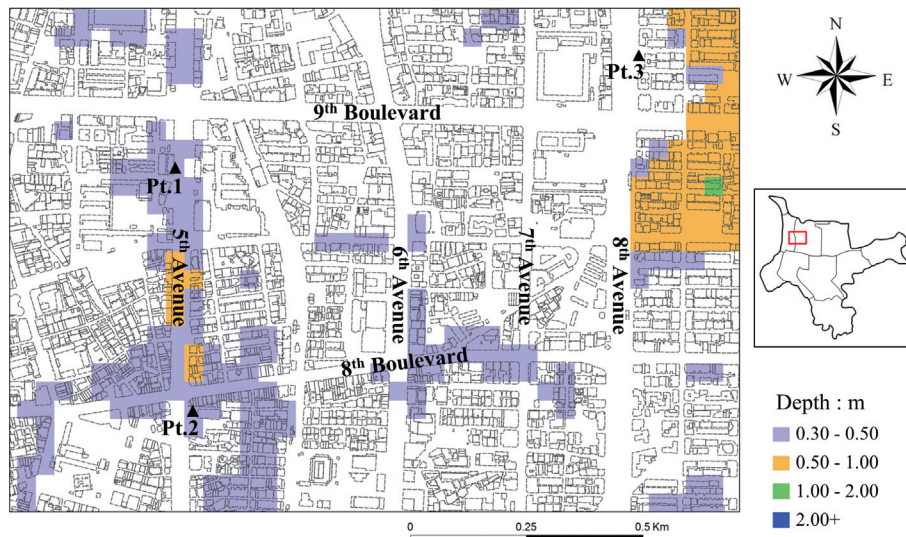 N
W E
S
Pt.3
9th Boulevard
Pt.1
5th Avenue
6th Avenue
7th Avenue
8th Avenue
8th Boulevard
Pt.2
Depth : m
0.30 - 0.50
0.50 - 1.00
1.00 - 2.00
2.00+
0 0.25 0.5 Km